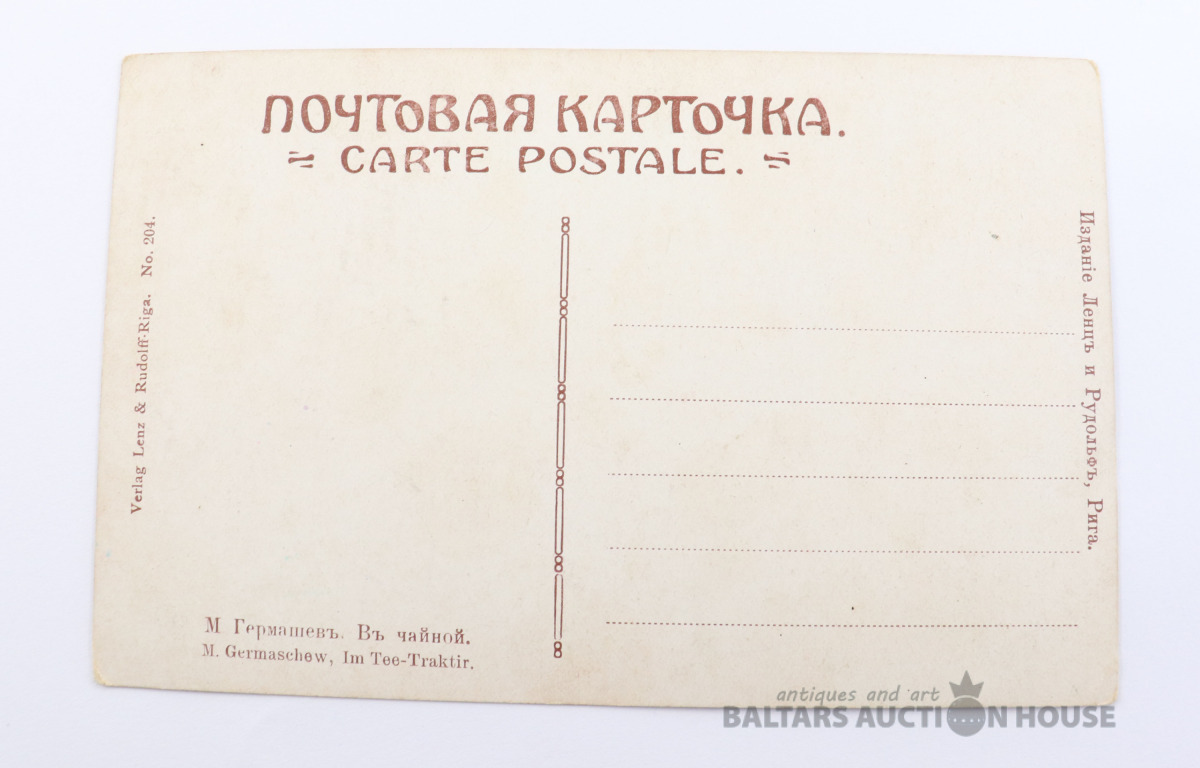 ПОЧТОВАЯ КАРТОЧКА.
CARTE POSTALE.
Verlag Lenz & Rudolff-Riga. No. 204.
Изданіе Ленцъ и Рудольфъ, Рига.
М Гермашевъ. Въ чайной.
M. Germaschew, Im Tee-Traktir.
antiques and art
BALTARS AUCTION HOUSE